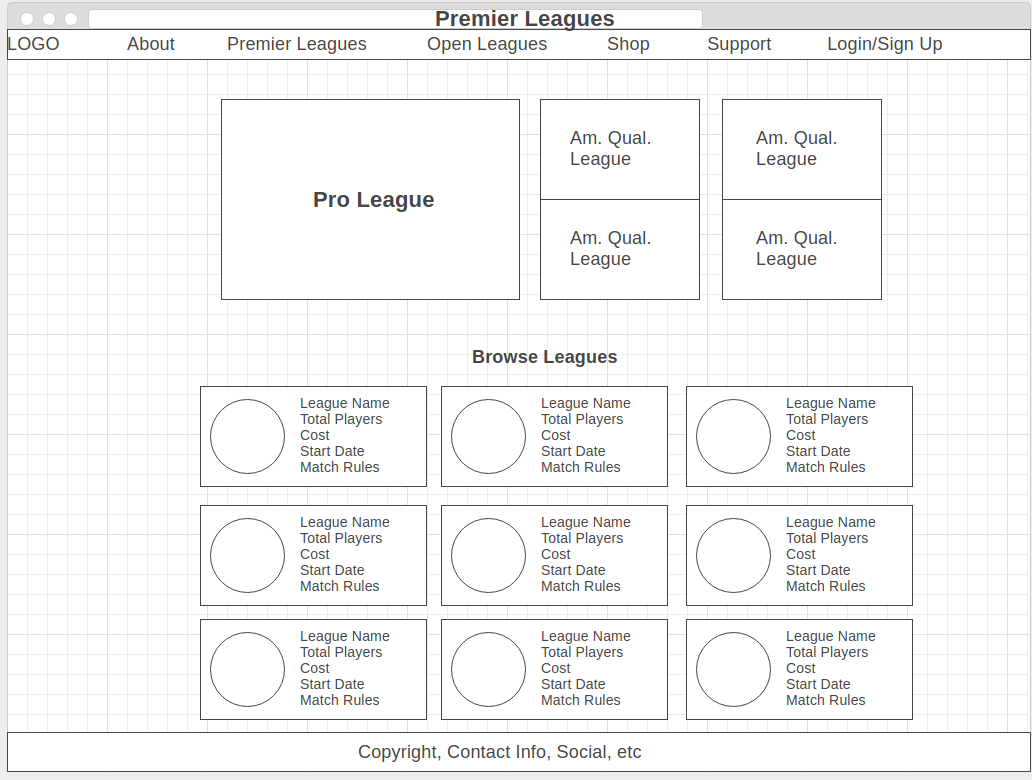 Premier Leagues
LOGO About Premier Leagues Open Leagues Shop Support Login/Sign Up
Pro League
Am. Qual.
League
Am. Qual.
League
Am. Qual.
League
Am. Qual.
League
Browse Leagues
League Name
Total Players
Cost
Start Date
Match Rules
League Name
Total Players
Cost
Start Date
Match Rules
League Name
Total Players
Cost
Start Date
Match Rules
League Name
Total Players
Cost
Start Date
Match Rules
League Name
Total Players
Cost
Start Date
Match Rules
League Name
Total Players
Cost
Start Date
Match Rules
League Name
Total Players
Cost
Start Date
Match Rules
League Name
Total Players
Cost
Start Date
Match Rules
League Name
Total Players
Cost
Start Date
Match Rules
Copyright, Contact Info, Social, etc